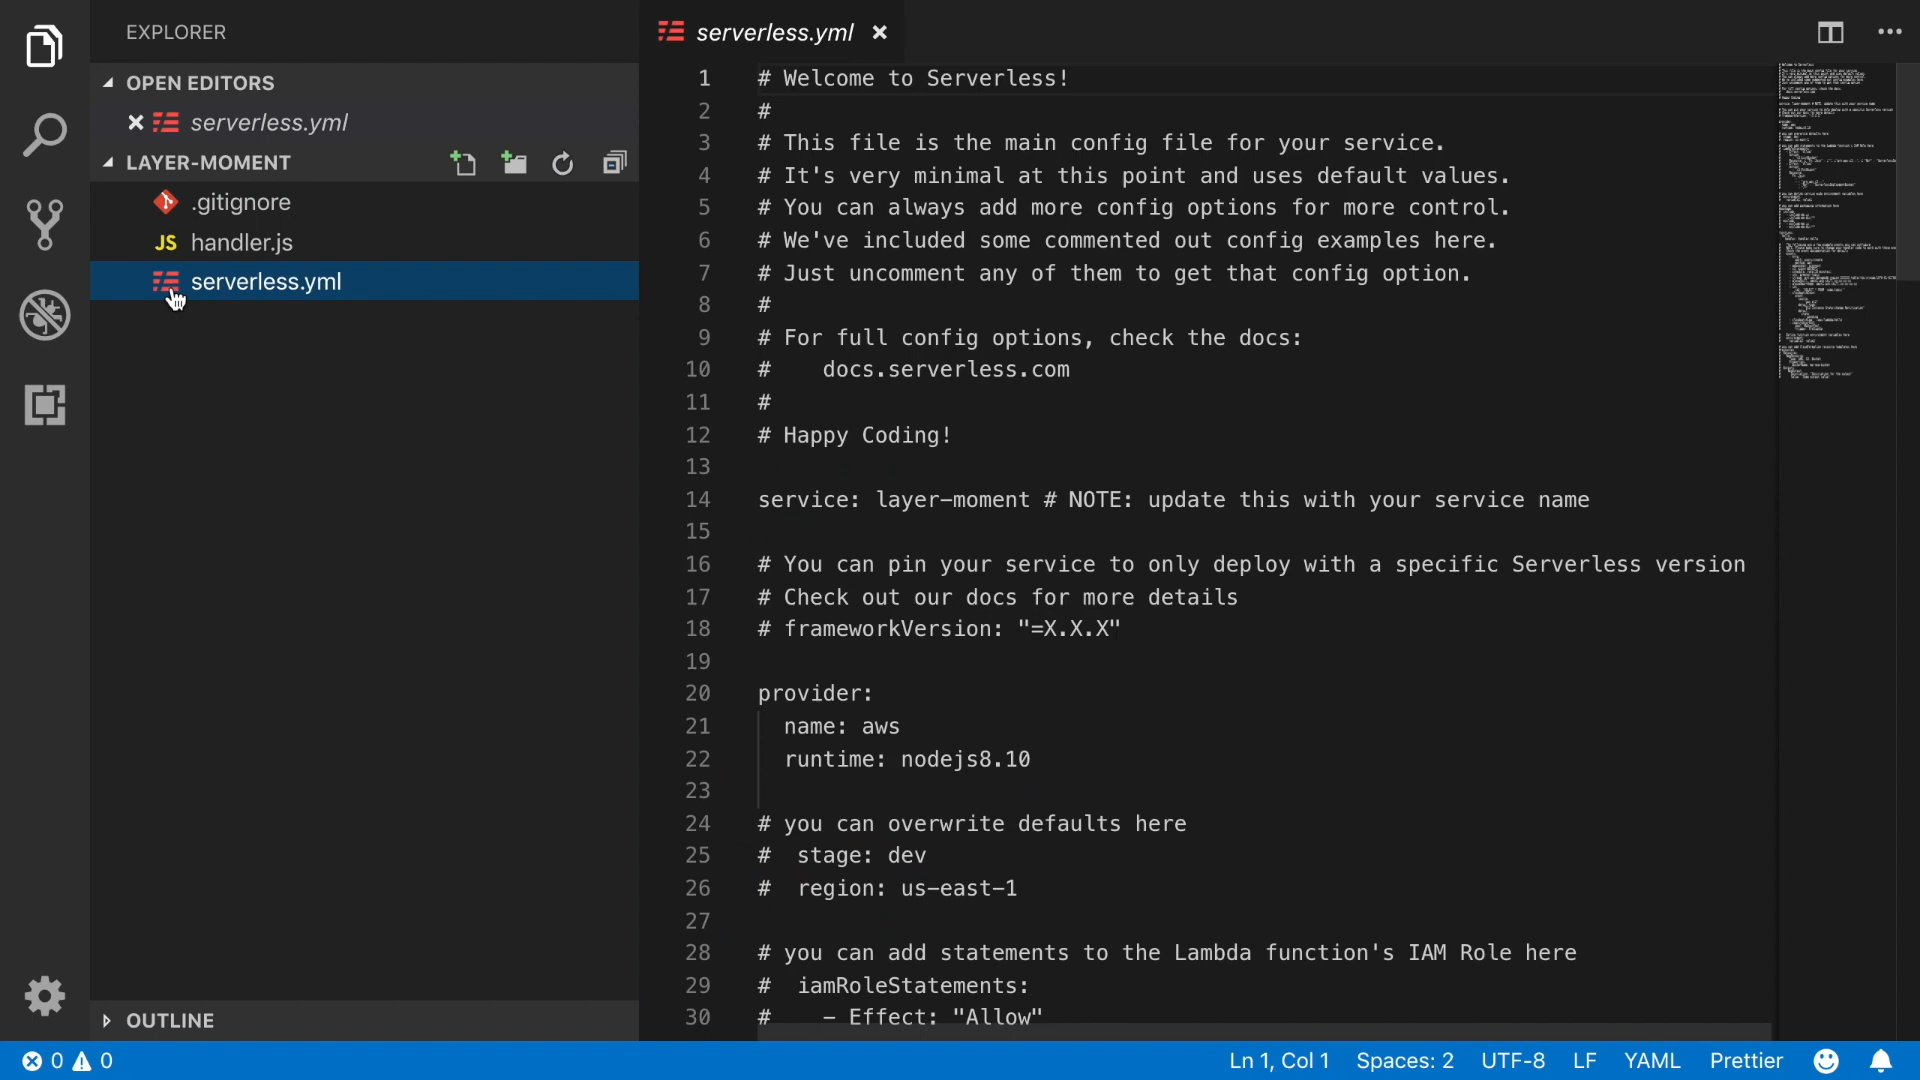 EXPLORER
OPEN EDITORS
serverless.yml
LAYER-MOMENT
.gitignore
JS handler.js
serverless.yml
OUTLINE
serverless.yml
1 # Welcome to Serverless!
2 #
3 # This file is the main config file for your service.
4 # It's very minimal at this point and uses default values.
5 # You can always add more config options for more control.
6 # We've included some commented out config examples here.
7 # Just uncomment any of them to get that config option.
8 #
9 # For full config options, check the docs:
10 #    docs.serverless.com
11 #
12 # Happy Coding!
13
14 service: layer-moment # NOTE: update this with your service name
15
16 # You can pin your service to only deploy with a specific Serverless version
17 # Check out our docs for more details
18 # frameworkVersion: "=X.X.X"
19
20 provider:
21   name: aws
22   runtime: nodejs8.10
23
24 # you can overwrite defaults here
25 #  stage: dev
26 #  region: us-east-1
27
28 # you can add statements to the Lambda function's IAM Role here
29 #  iamRoleStatements:
30 #    - Effect: "Allow"
0 0
Ln 1, Col 1 Spaces: 2 UTF-8 LF YAML Prettier